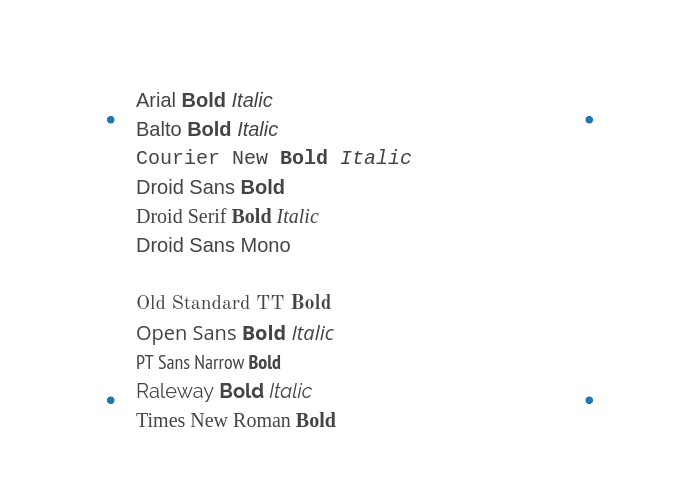 Arial Bold Italic
Balto Bold Italic
Courier New Bold Italic
Droid Sans Bold
Droid Serif Bold Italic
Droid Sans Mono
Old Standard TT Bold
Open Sans Bold Italic
PT Sans Narrow Bold
Raleway Bold Italic
Times New Roman Bold